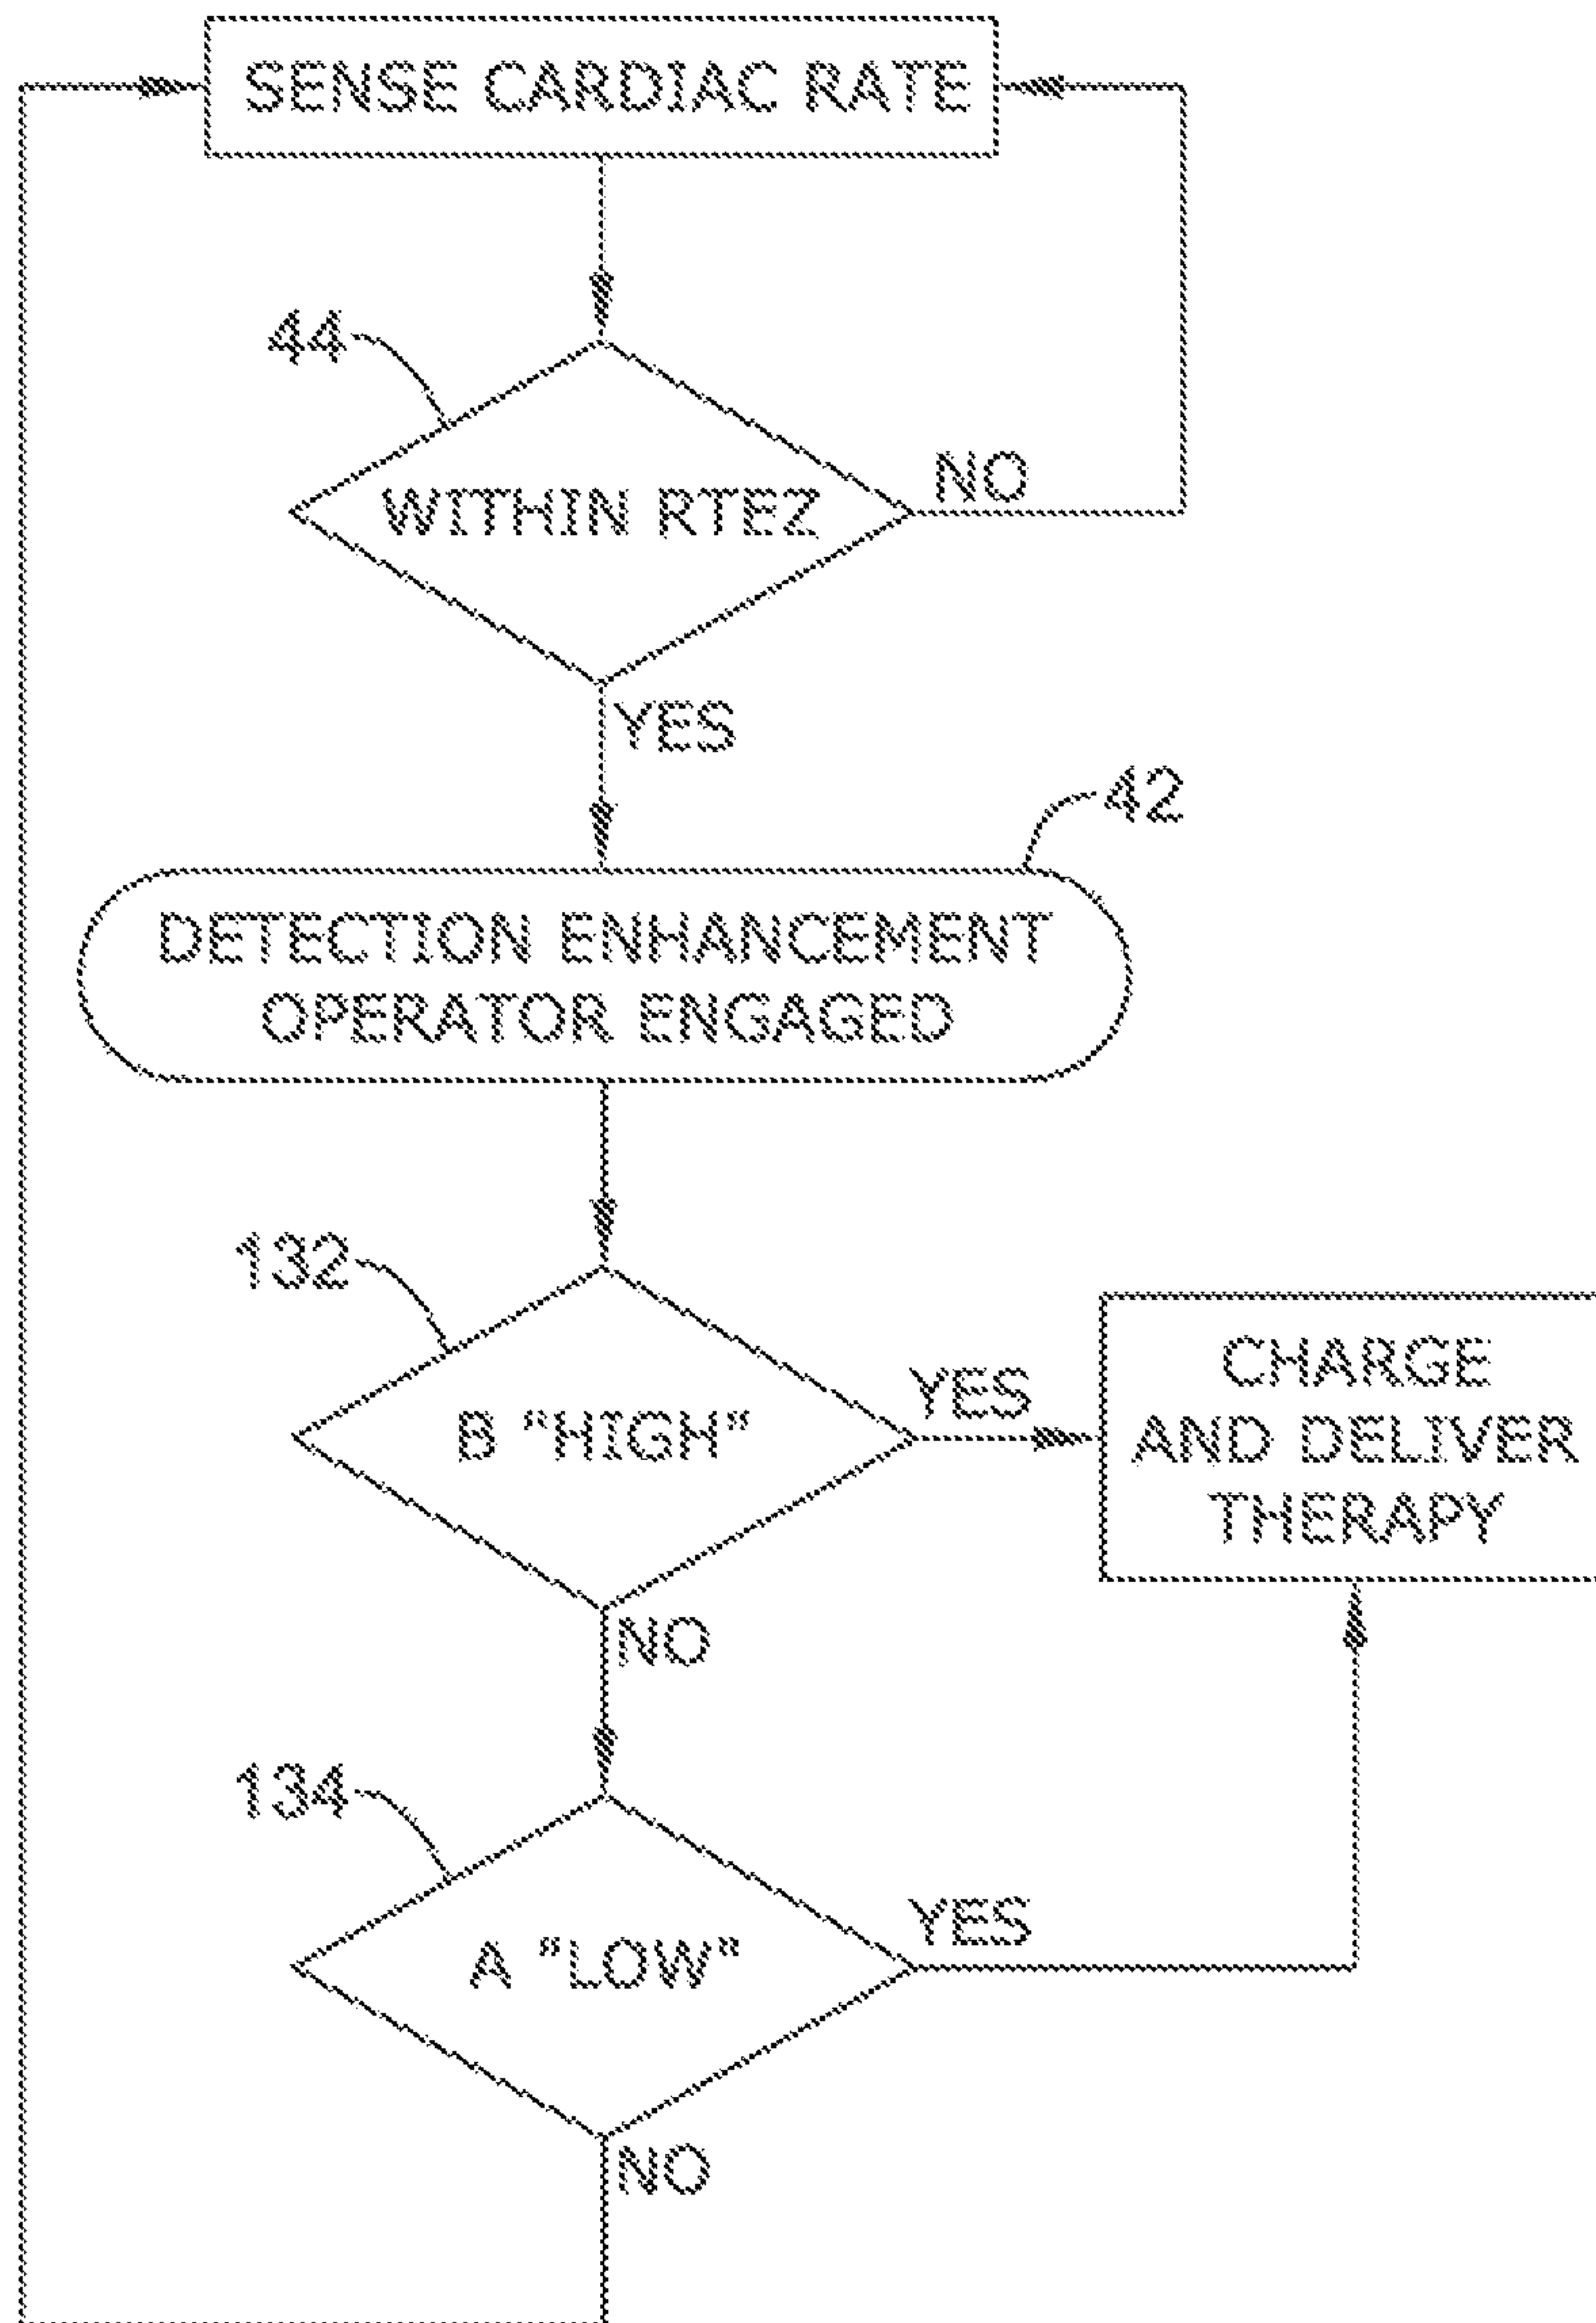 SENSE CARDIAC RATE
44
WITHIN RTEZ
NO
YES
42
DETECTION ENHANCEMENT
OPERATOR ENGAGED
132
B "HIGH"
YES
CHARGE
AND DELIVER
THERAPY
NO
134
A "LOW"
YES
NO